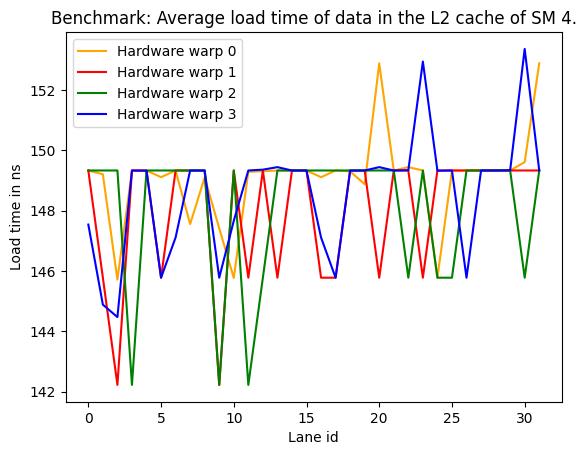 Benchmark: Average load time of data in the L2 cache of SM 4.
Hardware warp 0
Hardware warp 1
Hardware warp 2
Hardware warp 3
Load time in ns
152
150
148
146
144
142
0 5 10 15 20 25 30
Lane id